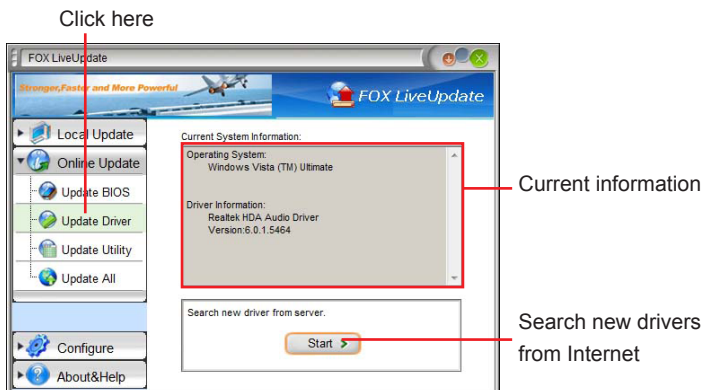 Click here
FOX LiveUpdate
Stronger,Faster and More Powerful
FOX LiveUpdate
Local Update
Online Update
Update BIOS
Update Driver
Update Utility
Update All
Configure
About&Help
Current System Information:
Operating System:
Windows Vista (TM) Ultimate
Driver Information:
Realtek HDA Audio Driver
Version:6.0.1.5464
Current information
Search new driver from server.
Start
Search new drivers
from Internet